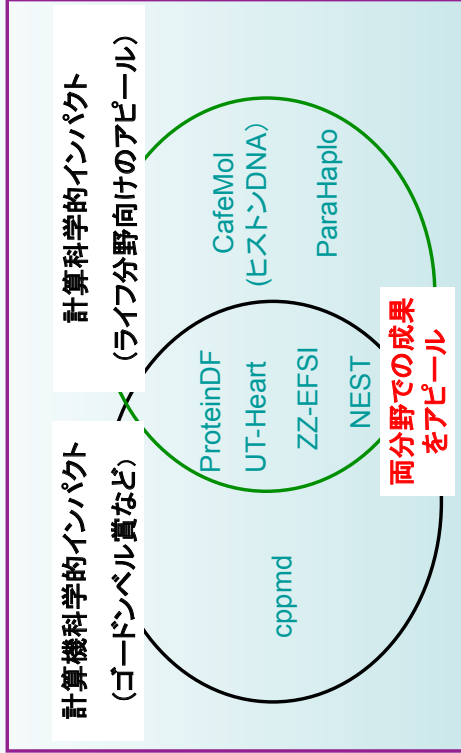 計算機科学的インパクト
（ゴードンベル賞など）
計算科学的インパクト
（ライフ分野向けのアピール）
cppmd
ProteinDF
UT-Heart
ZZ-EFSI
NEST
CafeMol
(ヒストンDNA)
ParaHaplo
両分野での成果
をアピール